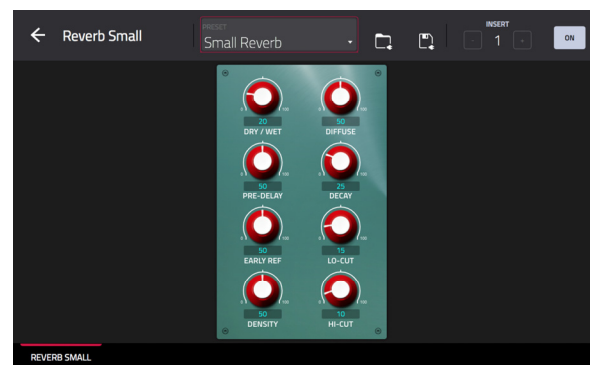 Reverb Small
PRESET
Small Reverb
INSERT
- 1 -
ON
0 100 0 100
20 50
DRY / WET DIFFUSE
0 100 0 100
50 25
PRE-DELAY DECAY
0 100 0 100
50 15
EARLY REF LO-CUT
0 100 0 100
50 10
DENSITY HI-CUT
REVERB SMALL